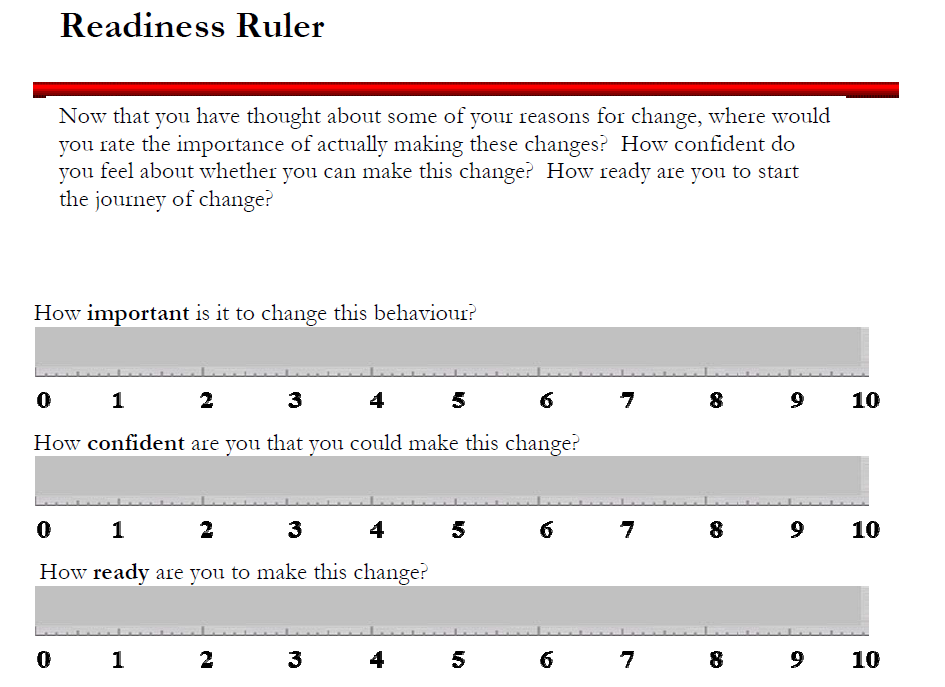 Readiness Ruler
Now that you have thought about some of your reasons for change, where would
you rate the importance of actually making these changes?  How confident do
you feel about whether you can make this change?  How ready are you to start
the journey of change?
How important is it to change this behaviour?
0 1 2 3 4 5 6 7 8 9 10
How confident are you that you could make this change?
0 1 2 3 4 5 6 7 8 9 10
How ready are you to make this change?
0 1 2 3 4 5 6 7 8 9 10